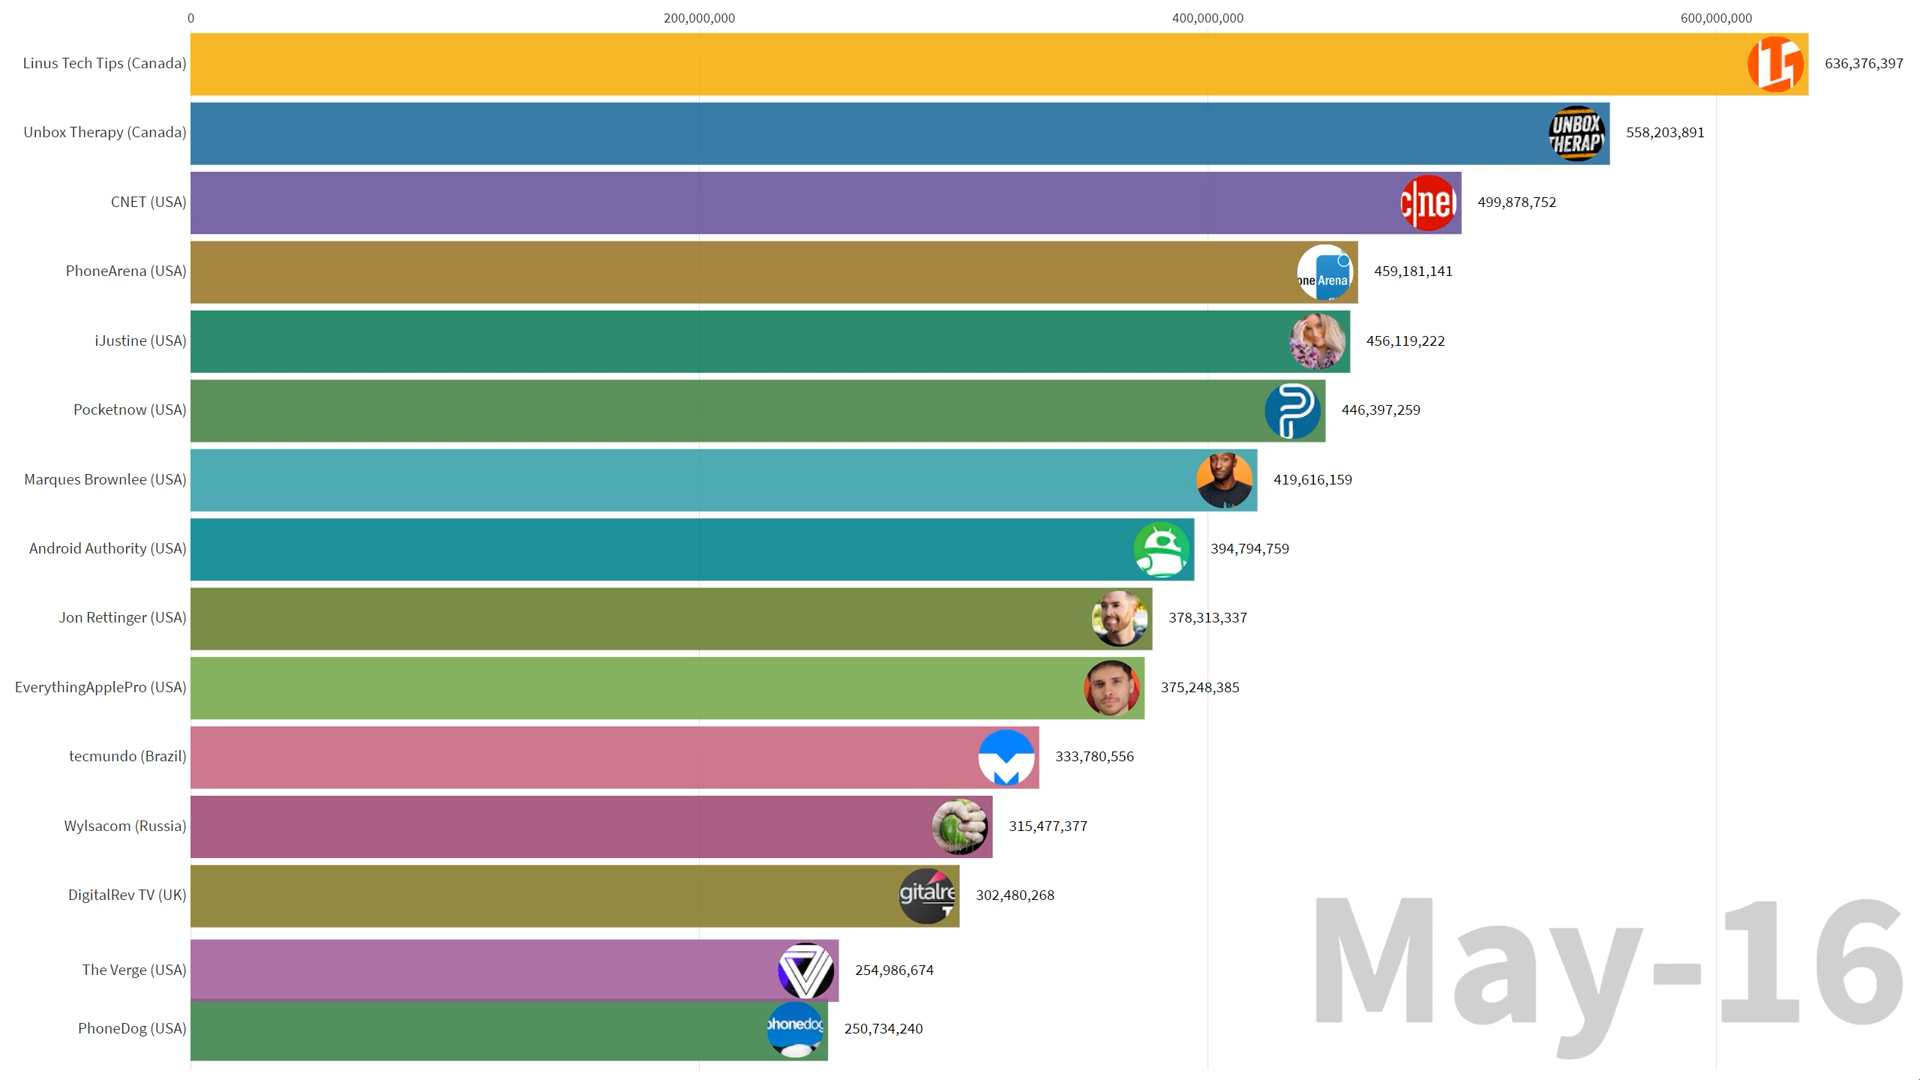 0 200,000,000 400,000,000 600,000,000
Linus Tech Tips (Canada) 636,376,397
Unbox Therapy (Canada) UNBOX THERAPY 558,203,891
CNET (USA) c|net 499,878,752
PhoneArena (USA) one Arena 459,181,141
iJustine (USA) 456,119,222
Pocketnow (USA) 446,397,259
Marques Brownlee (USA) 419,616,159
Android Authority (USA) 394,794,759
Jon Rettinger (USA) 378,313,337
EverythingApplePro (USA) 375,248,385
tecmundo (Brazil) 333,780,556
Wylsacom (Russia) 315,477,377
DigitalRev TV (UK) gitalre T 302,480,268
The Verge (USA) 254,986,674
PhoneDog (USA) phonedog 250,734,240
May-16